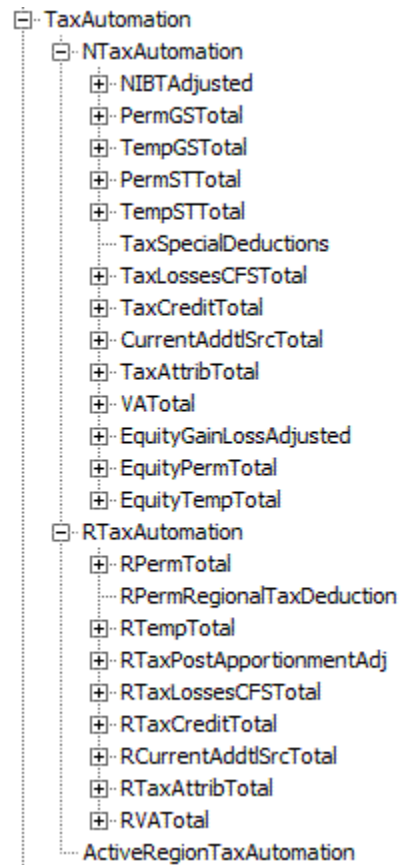 TaxAutomation
NTaxAutomation
NIBTAdjusted
PermGSTotal
TempGSTotal
PermSTTotal
TempSTTotal
TaxSpecialDeductions
TaxLossesCFSTotal
TaxCreditTotal
CurrentAddtlSrcTotal
TaxAttribTotal
VATotal
EquityGainLossAdjusted
EquityPermTotal
EquityTempTotal
RTaxAutomation
RPermTotal
RPermRegionalTaxDeduction
RTempTotal
RTaxPostApportionmentAdj
RTaxLossesCFSTotal
RTaxCreditTotal
RCurrentAddtlSrcTotal
RTaxAttribTotal
RVATotal
ActiveRegionTaxAutomation